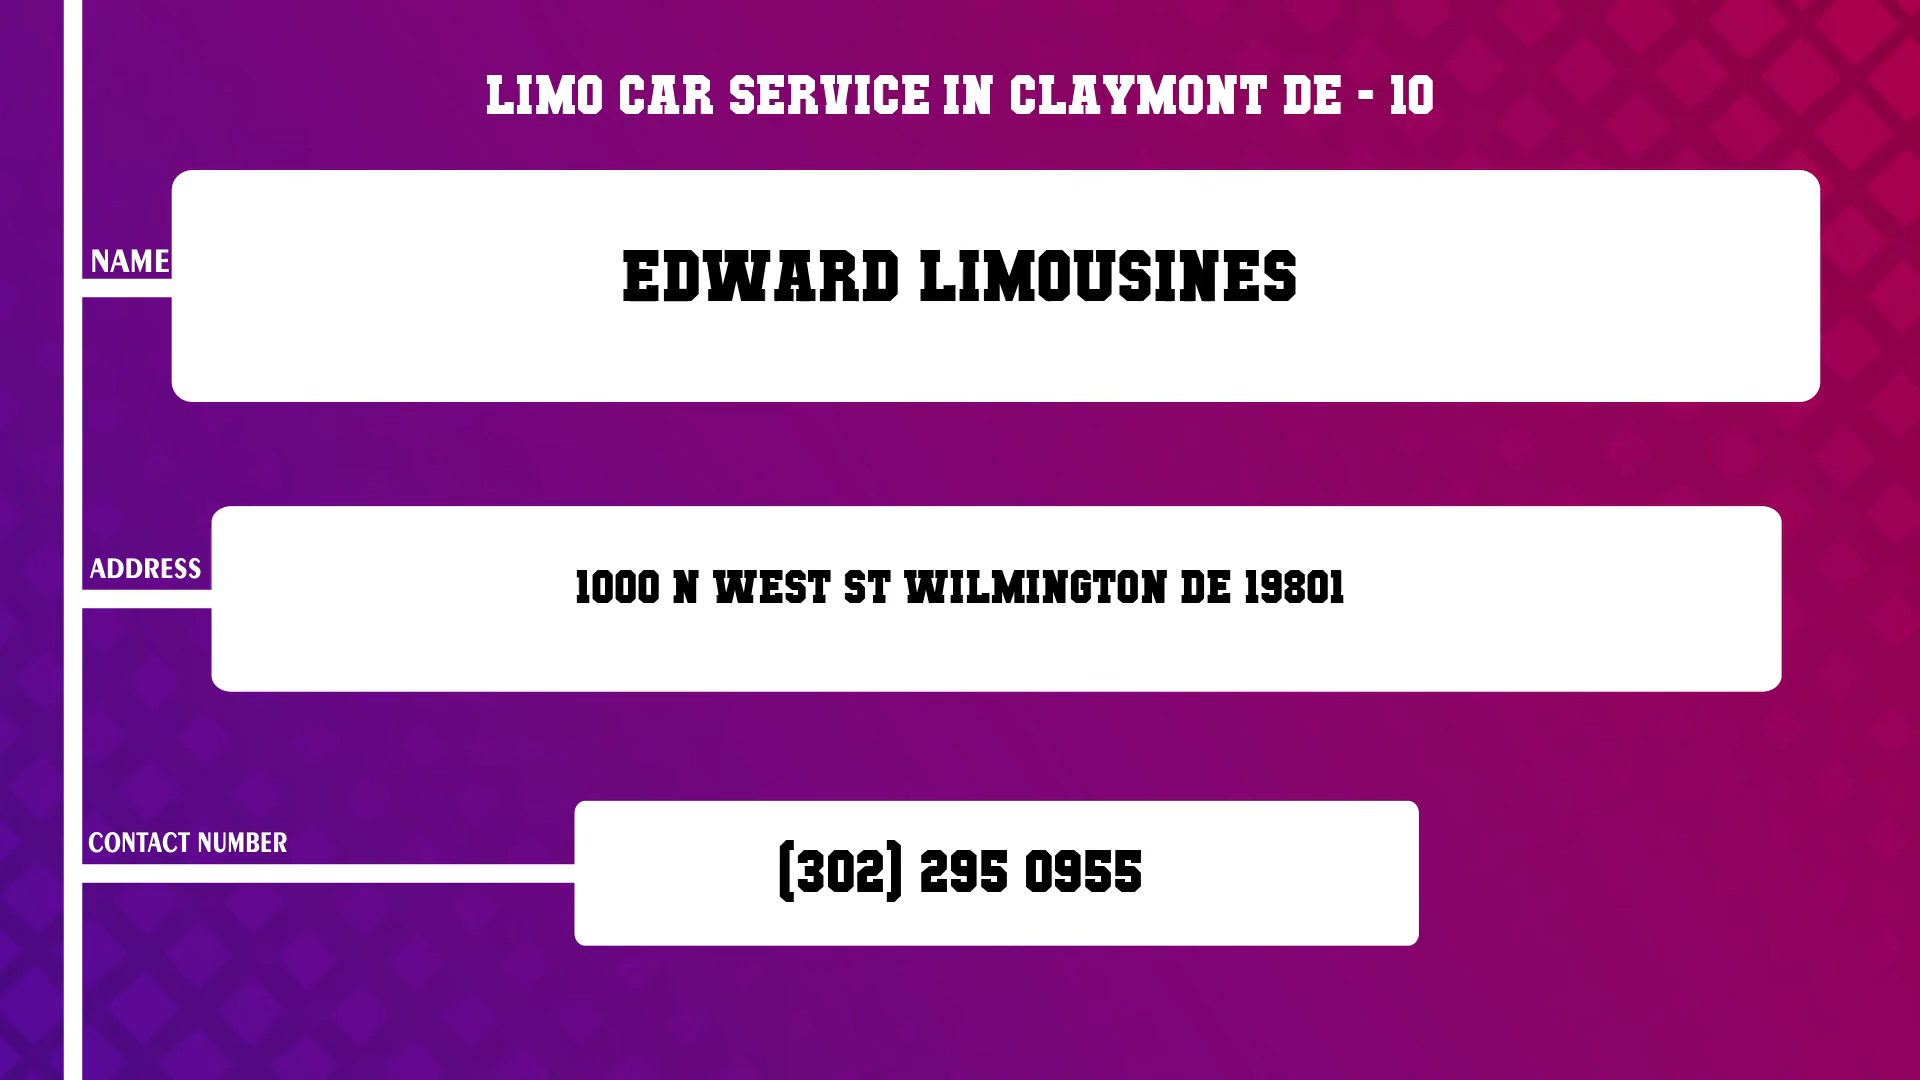 LIMO CAR SERVICE IN CLAYMONT DE - 10
NAME
EDWARD LIMOUSINES
ADDRESS
1000 N WEST ST WILMINGTON DE 19801
CONTACT NUMBER
(302) 295 0955